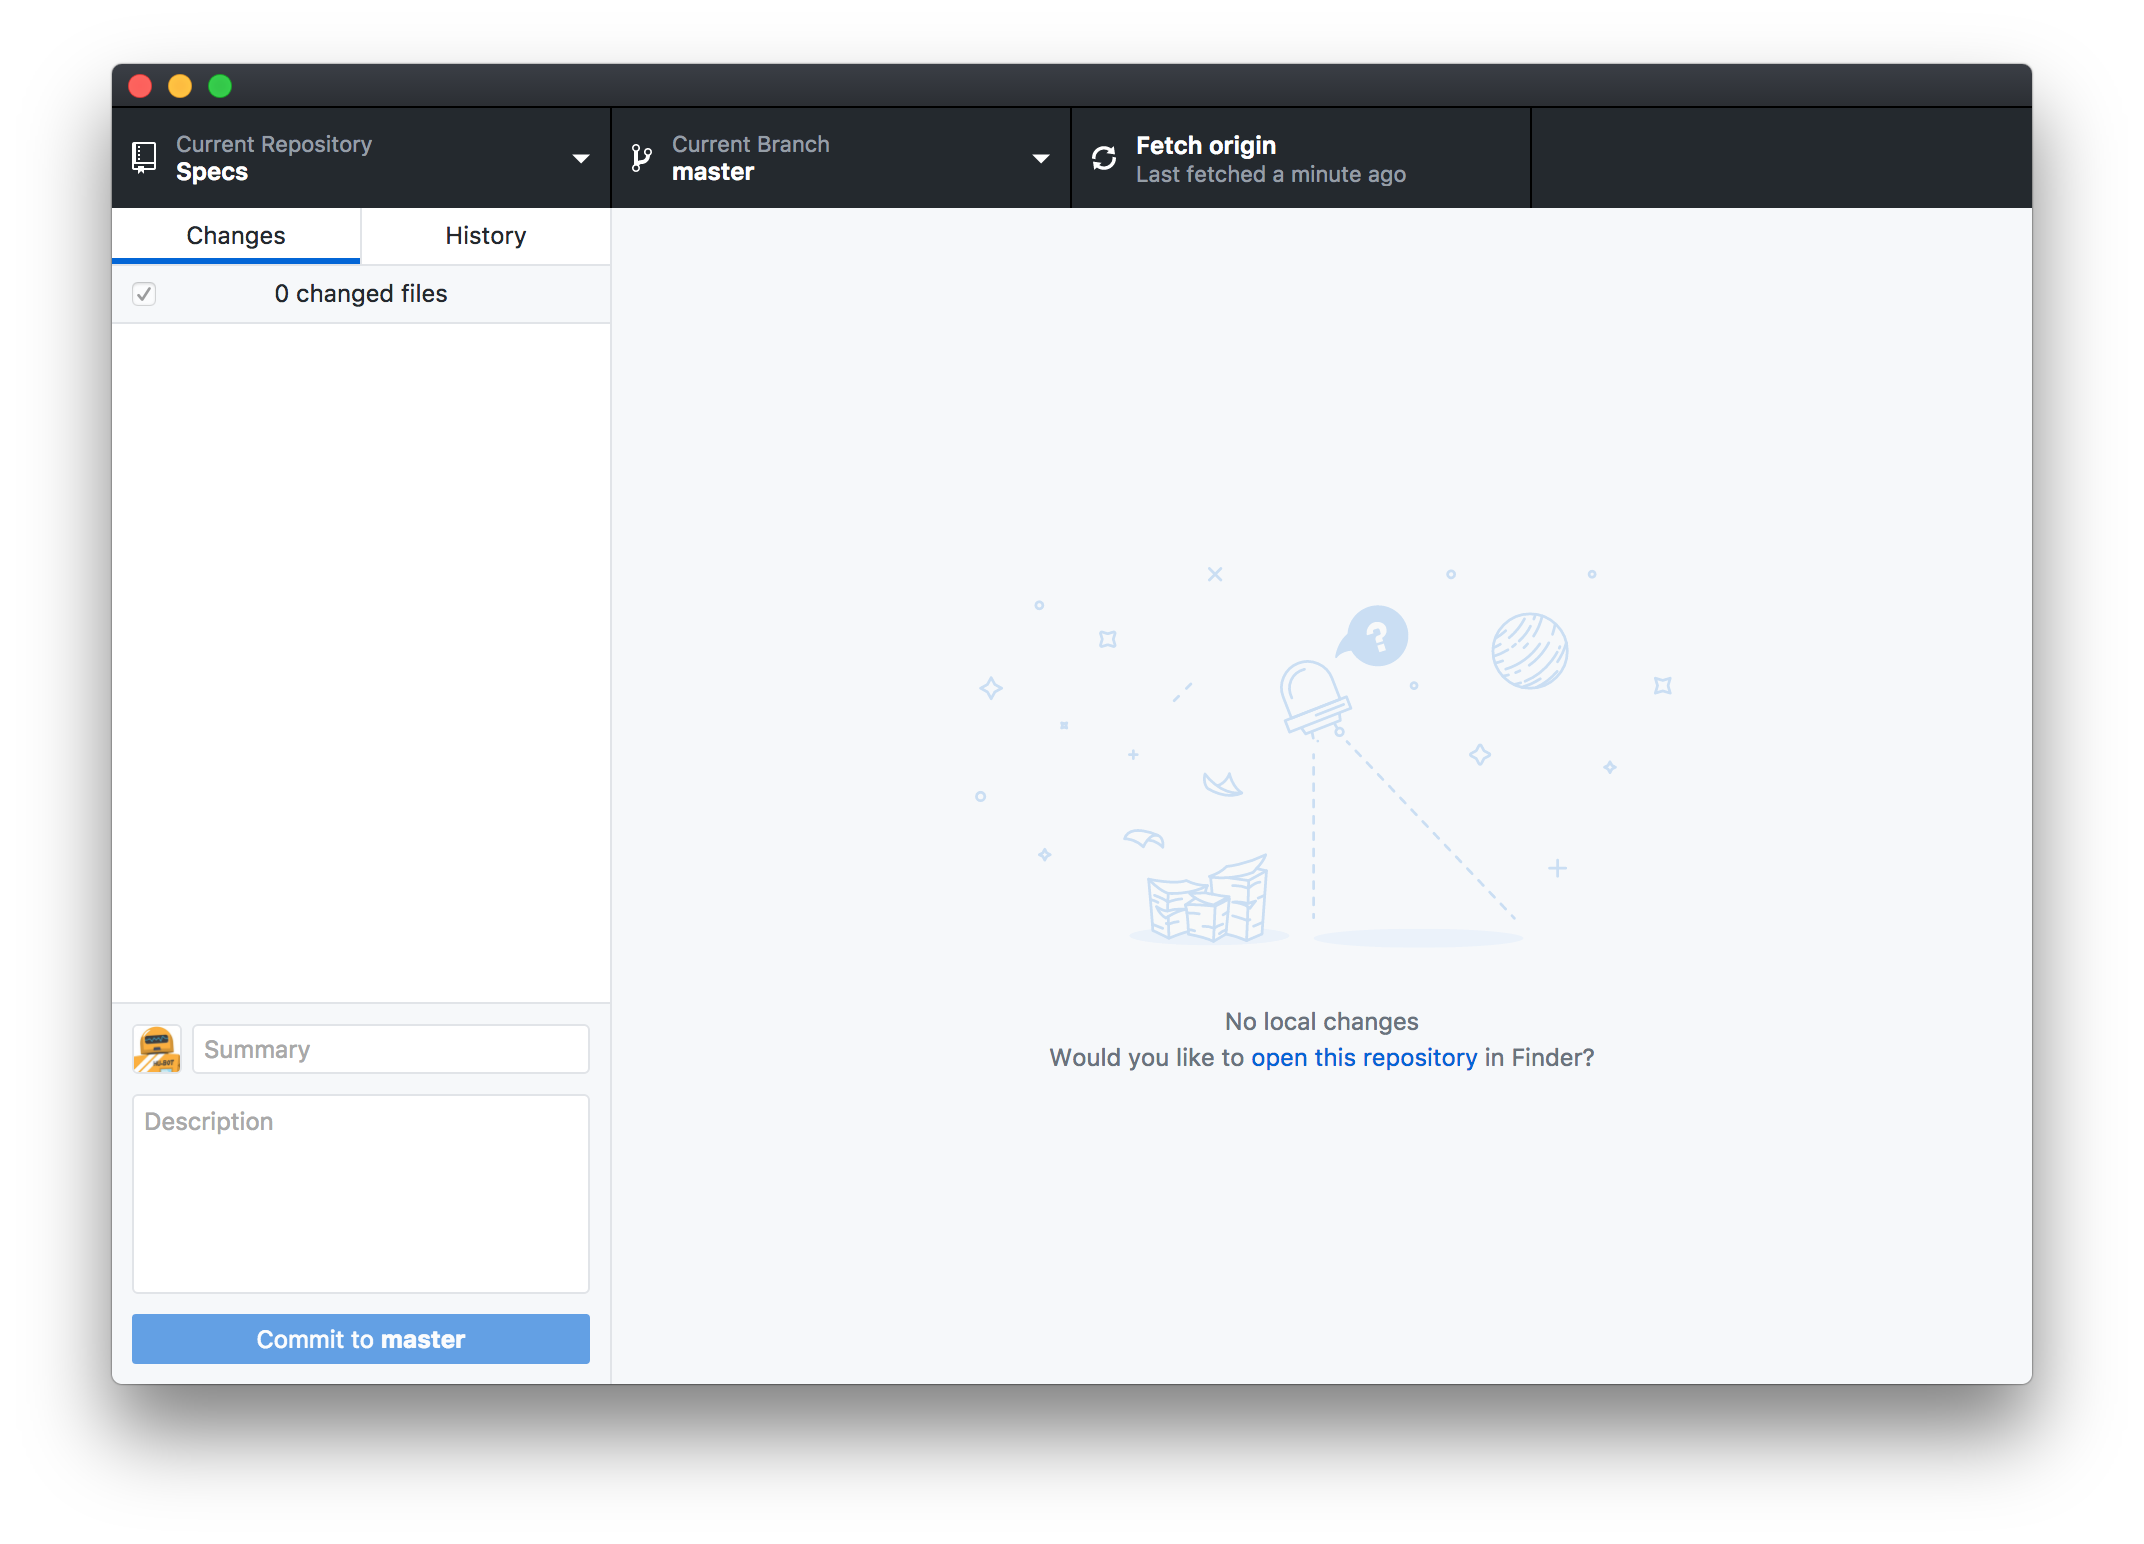 Current Repository
Specs
Current Branch
master
Fetch origin
Last fetched a minute ago
Changes
History
0 changed files
?
No local changes
Would you like to open this repository in Finder?
Summary
Description
Commit to master